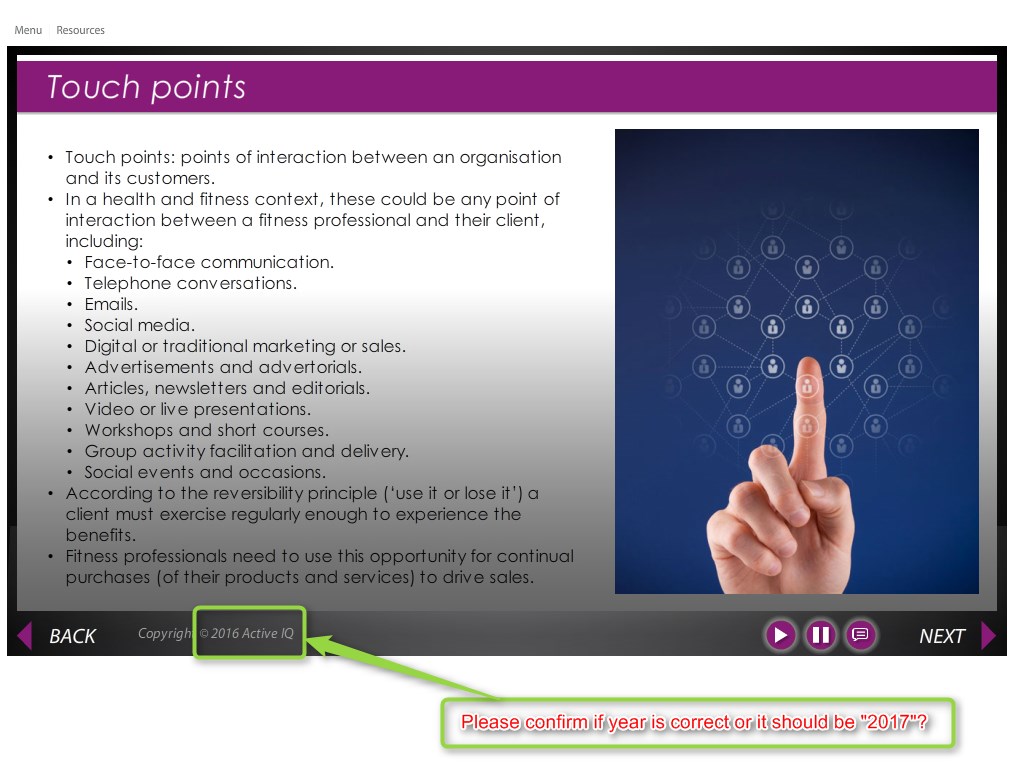 Menu Resources
Touch points
• Touch points: points of interaction between an organisation
and its customers.
• In a health and fitness context, these could be any point of
interaction between a fitness professional and their client,
including:
• Face-to-face communication.
• Telephone conversations.
• Emails.
• Social media.
• Digital or traditional marketing or sales.
• Advertisements and advertorials.
• Articles, newsletters and editorials.
• Video or live presentations.
• Workshops and short courses.
• Group activity facilitation and delivery.
• Social events and occasions.
• According to the reversibility principle (‘use it or lose it’) a
client must exercise regularly enough to experience the
benefits.
• Fitness professionals need to use this opportunity for continual
purchases (of their products and services) to drive sales.
BACK Copyright © 2016 Active IQ NEXT
Please confirm if year is correct or it should be "2017"?